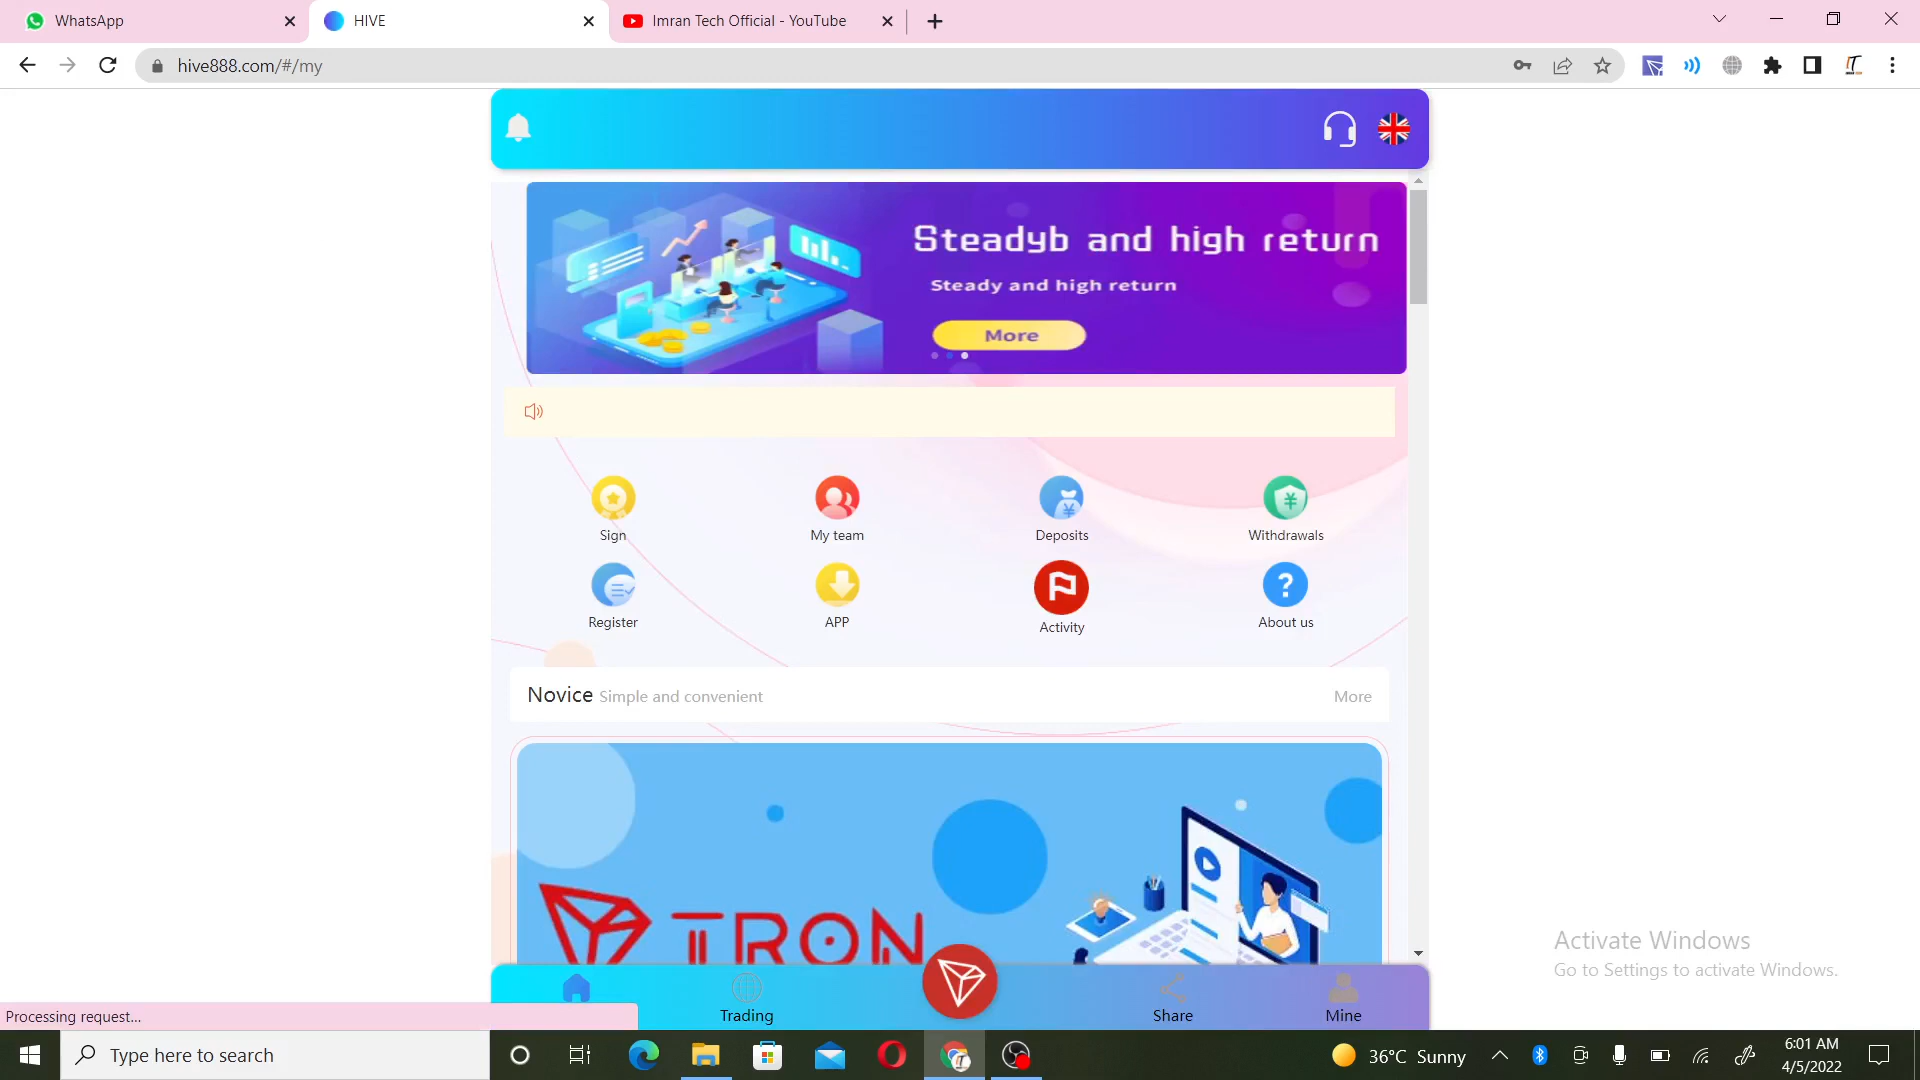 WhatsApp
HIVE
Imran Tech Official - YouTube
hive888.com/#/my
Steadyb and high return
Steady and high return
More
Sign
My team
Deposits
Withdrawals
Register
APP
Activity
About us
Novice Simple and convenient
More
TRON
Activate Windows
Go to Settings to activate Windows.
Trading
Share
Mine
Processing request...
Type here to search
36°C Sunny
6:01 AM
4/5/2022